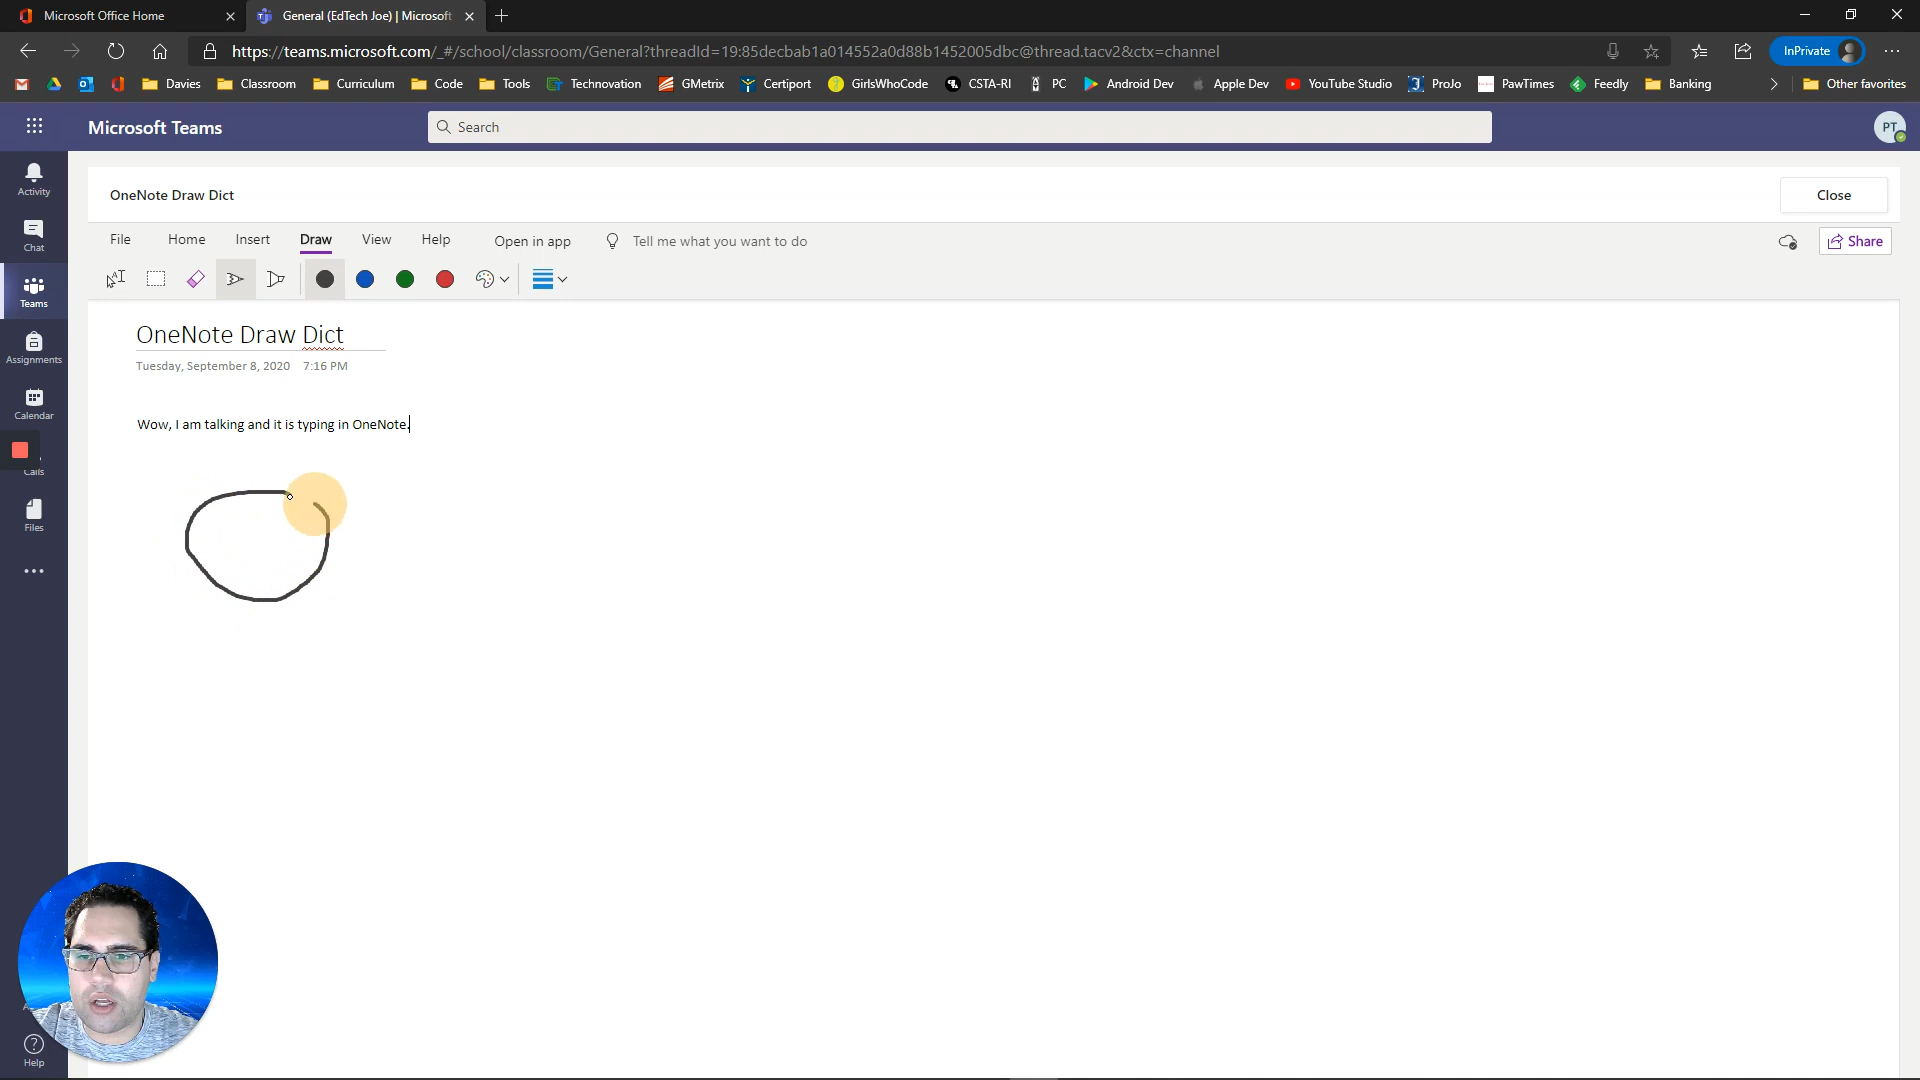 Microsoft Office Home
General (EdTech Joe) | Microsoft
https://teams.microsoft.com/_#/school/classroom/General?threadId=19:85decbab1a014552a0d88b1452005dbc@thread.tacv2&ctx=channel
InPrivate
Davies Classroom Curriculum Code Tools Technovation GMetrix Certiport GirlsWhoCode CSTA-RI PC Android Dev Apple Dev YouTube Studio ProJo PawTimes Feedly Banking Other favorites
Microsoft Teams
Search
PT
Activity
Chat
Teams
Assignments
Calendar
Calls
Files
Help
OneNote Draw Dict
Close
File Home Insert Draw View Help Open in app Tell me what you want to do
Share
OneNote Draw Dict
Tuesday, September 8, 2020 7:16 PM
Wow, I am talking and it is typing in OneNote.